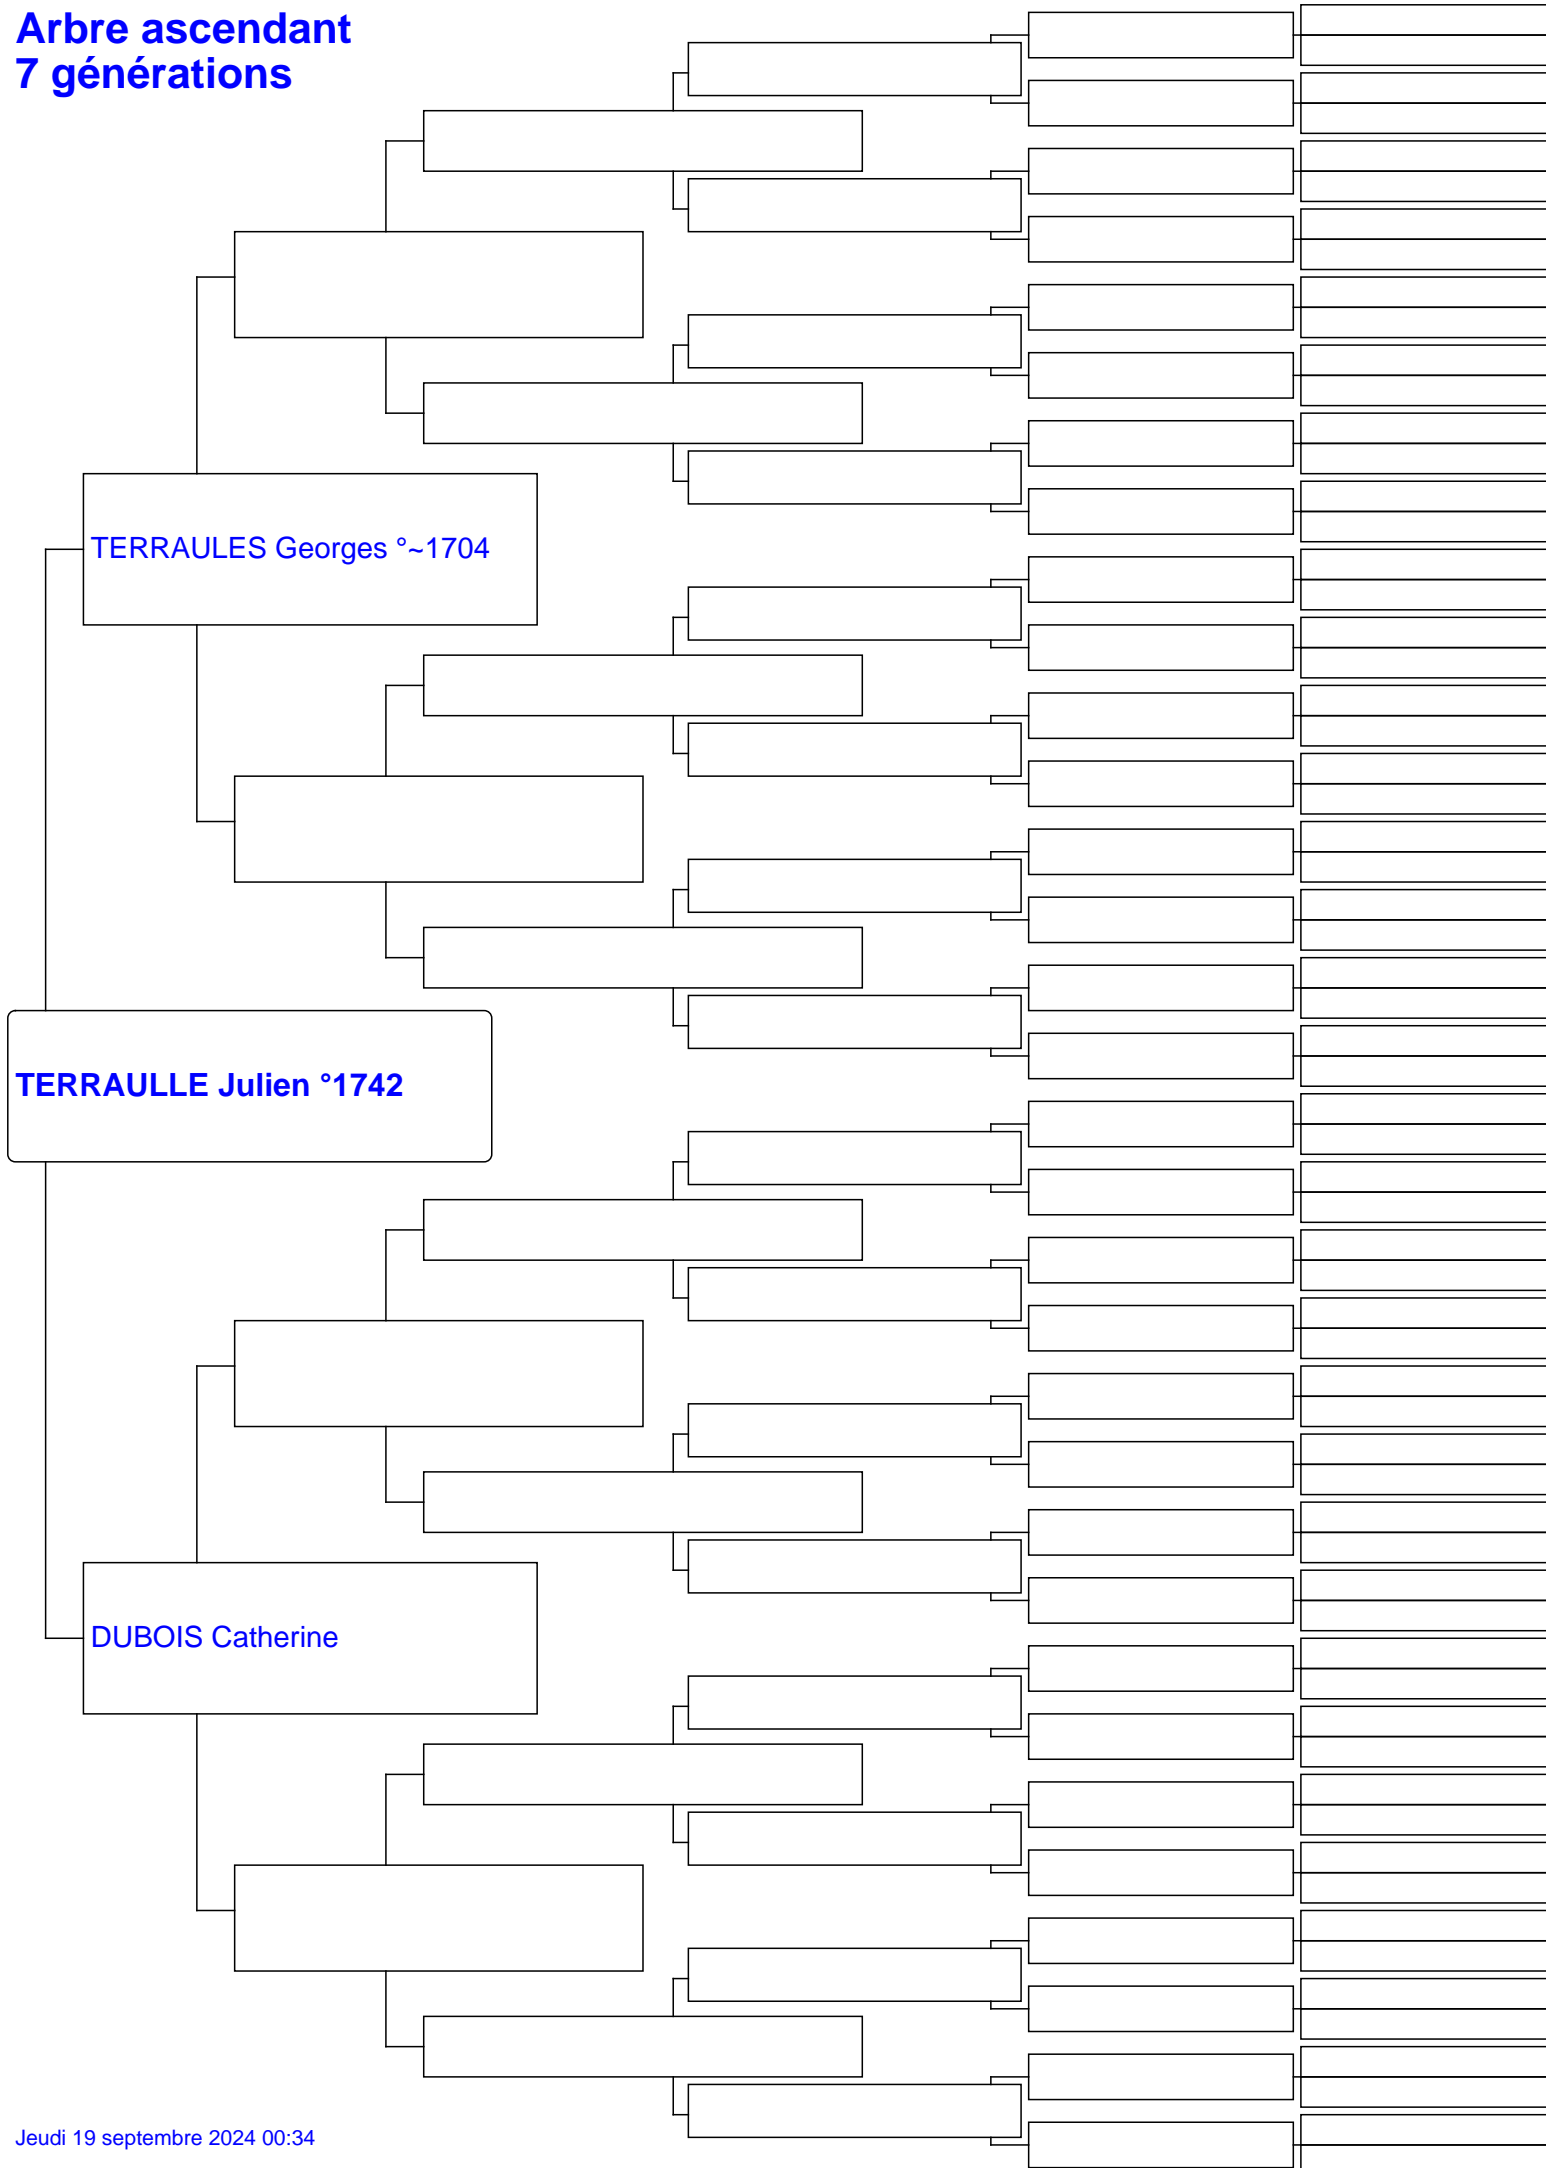 Arbre ascendant
7 générations
TERRAULES Georges °~1704
TERRAULLE Julien °1742
DUBOIS Catherine
Jeudi 19 septembre 2024 00:34